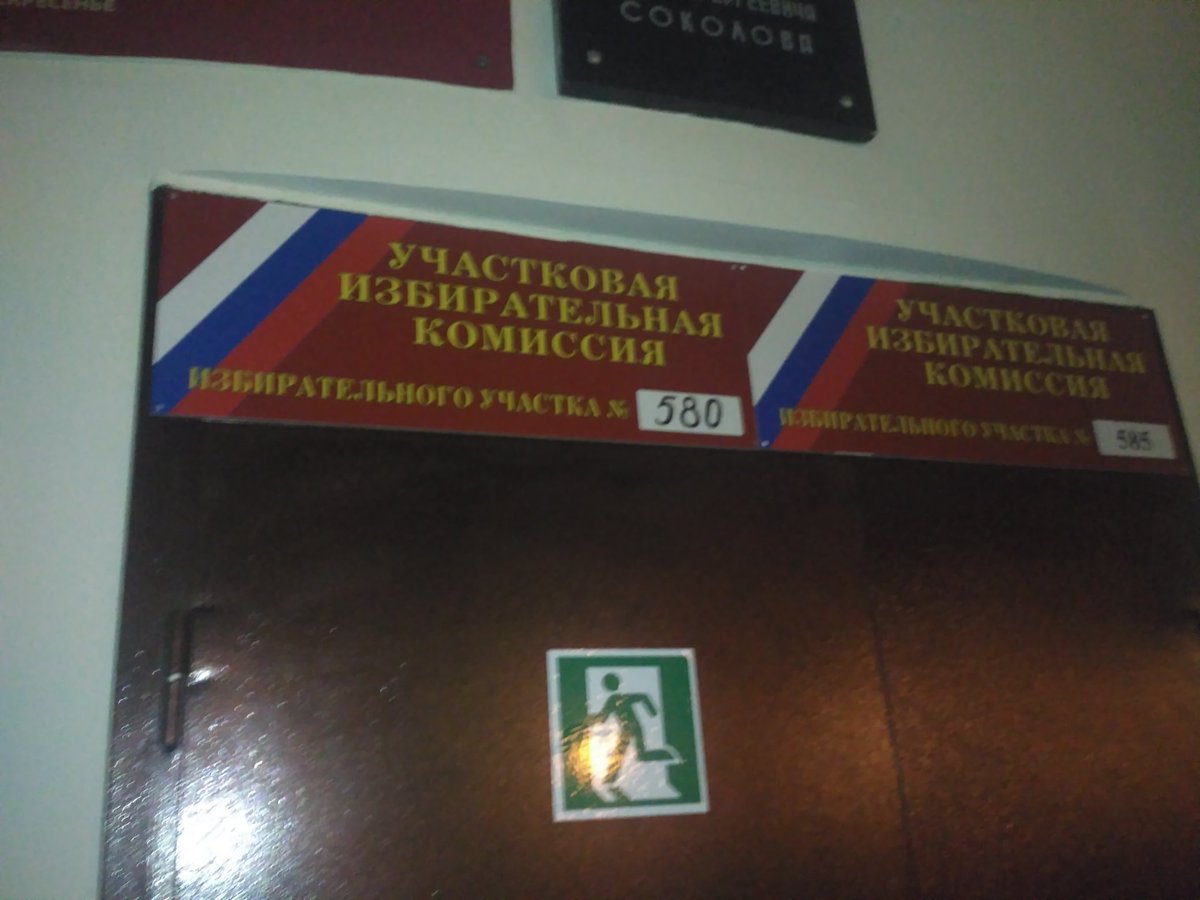 СОКОЛОВА
УЧАСТКОВАЯ
ИЗБИРАТЕЛЬНАЯ
КОМИССИЯ
ИЗБИРАТЕЛЬНОГО УЧАСТКА № 580
УЧАСТКОВАЯ
ИЗБИРАТЕЛЬНАЯ
КОМИССИЯ
ИЗБИРАТЕЛЬНОГО УЧАСТКА № 585